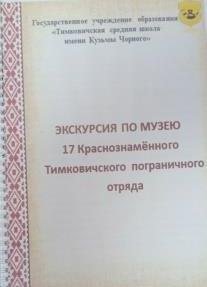 Государственное учреждение образования
«Тимковичская средняя школа
имени Кузьмы Чорного»
ЭКСКУРСИЯ ПО МУЗЕЮ
17 Краснознамённого
Тимковичского пограничного
отряда